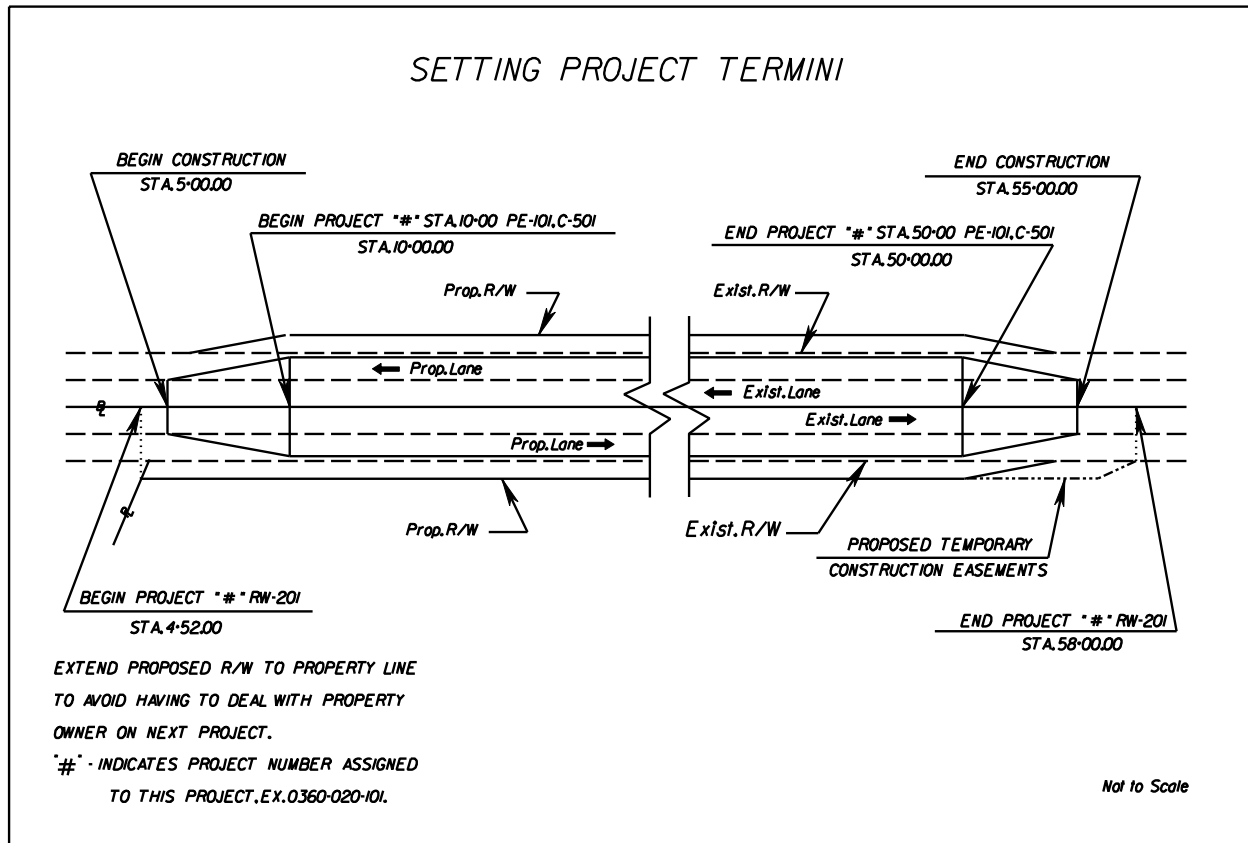 SETTING PROJECT TERMINI
BEGIN CONSTRUCTION
STA.5+00.00
END CONSTRUCTION
STA.55+00.00
BEGIN PROJECT "#" STA.10+00 PE-101,C-501
STA.10+00.00
END PROJECT "#" STA.50+00 PE-101,C-501
STA.50+00.00
Prop.R/W
Exist.R/W
Prop.Lane
Exist.Lane
Exist.Lane
Prop.Lane
BL
PL
Prop.R/W
Exist.R/W
PROPOSED TEMPORARY
CONSTRUCTION EASEMENTS
BEGIN PROJECT "#" RW-201
STA.4+52.00
END PROJECT "#" RW-201
STA.58+00.00
EXTEND PROPOSED R/W TO PROPERTY LINE
TO AVOID HAVING TO DEAL WITH PROPERTY
OWNER ON NEXT PROJECT.
"#" - INDICATES PROJECT NUMBER ASSIGNED
TO THIS PROJECT,EX.0360-020-101.
Not to Scale